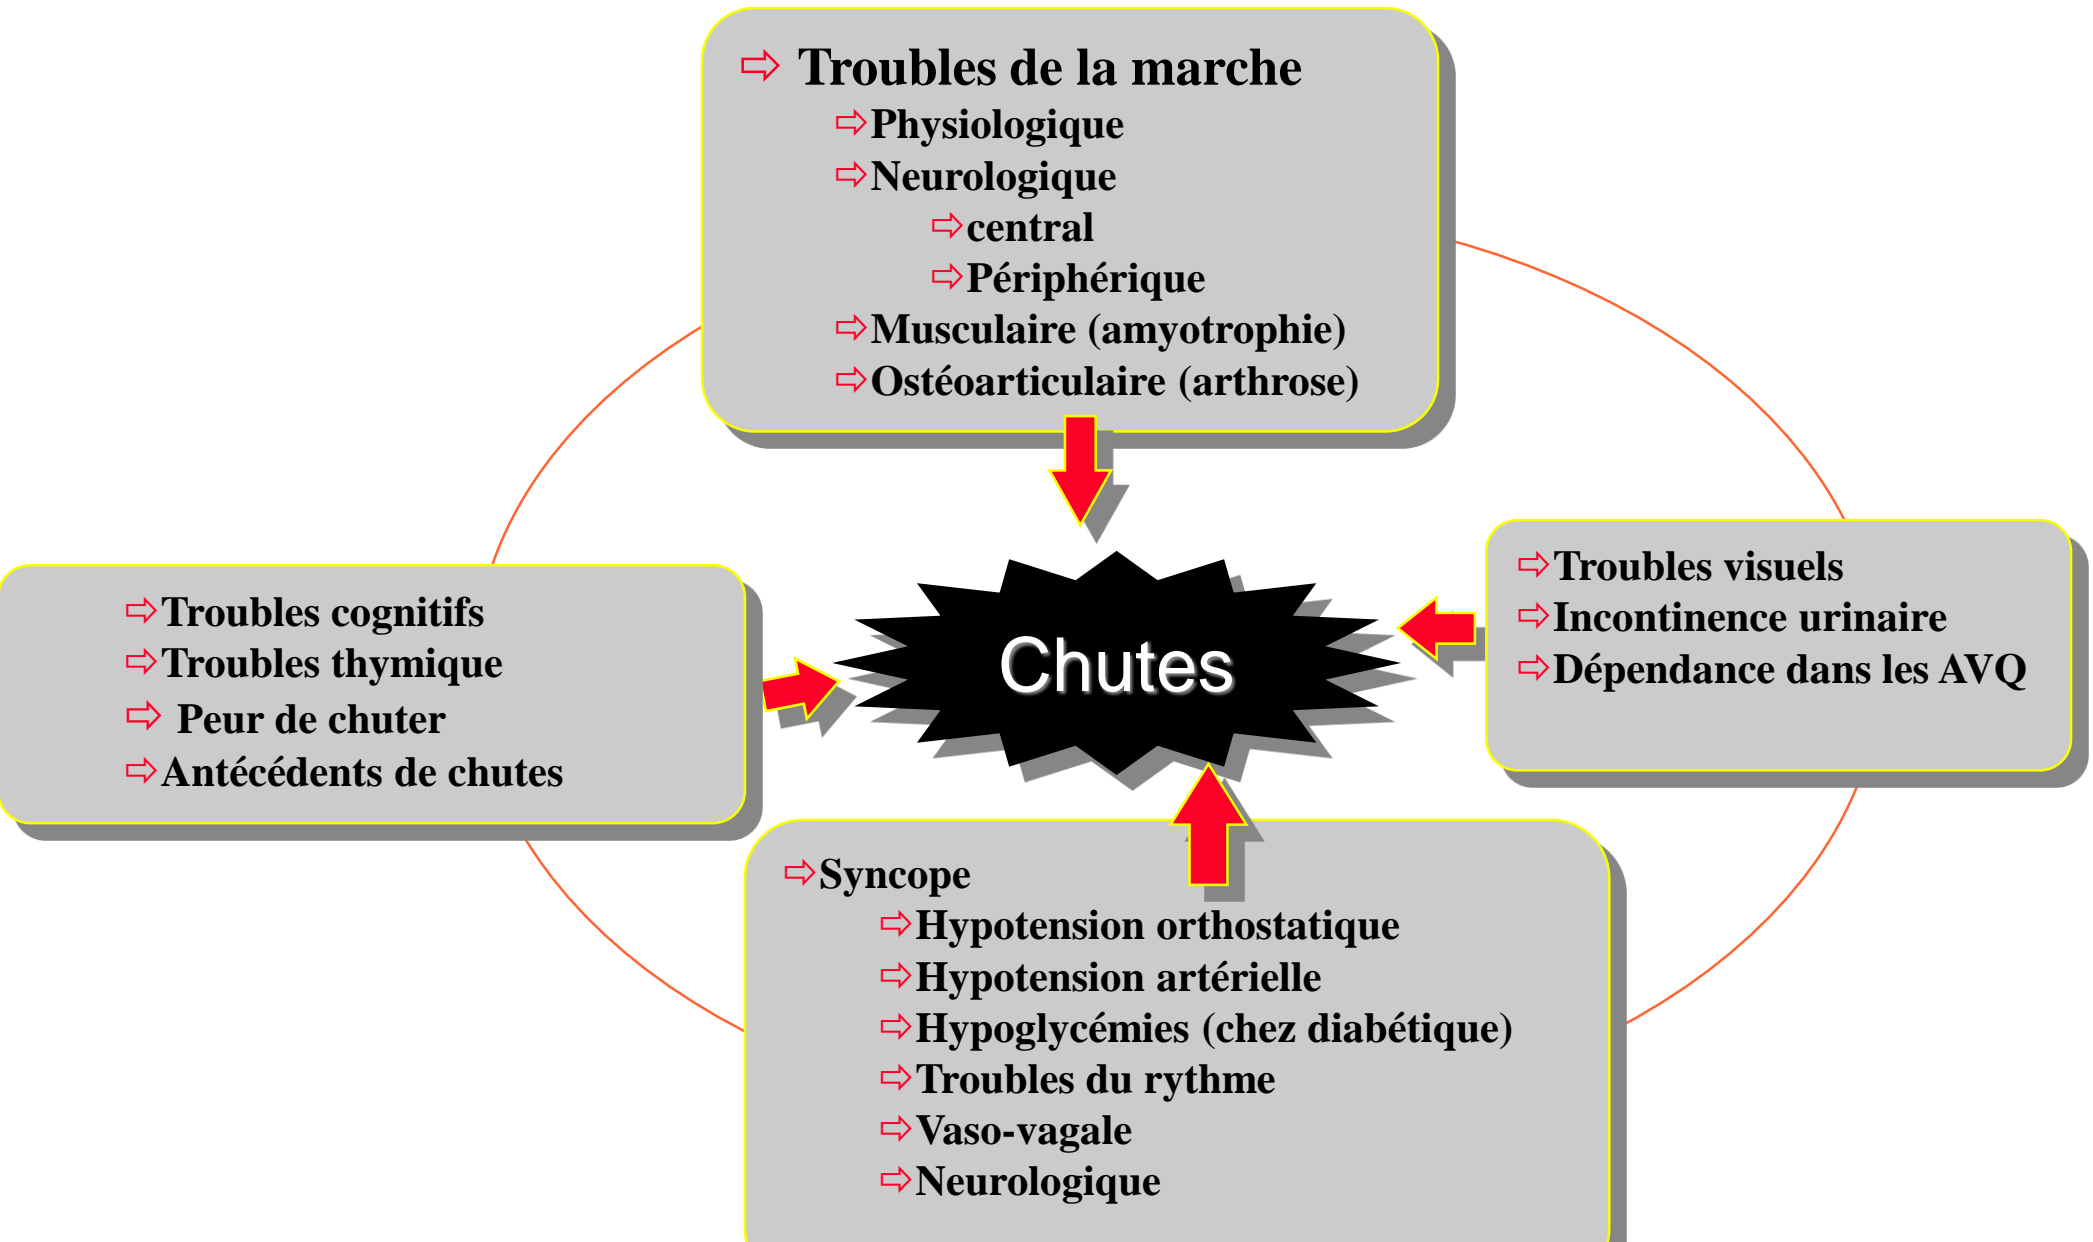 Troubles de la marche
Physiologique
Neurologique
central
Périphérique
Musculaire (amyotrophie)
Ostéoarticulaire (arthrose)
Troubles cognitifs
Troubles thymique
Peur de chuter
Antécédents de chutes
Chutes
Troubles visuels
Incontinence urinaire
Dépendance dans les AVQ
Syncope
Hypotension orthostatique
Hypotension artérielle
Hypoglycémies (chez diabétique)
Troubles du rythme
Vaso-vagale
Neurologique